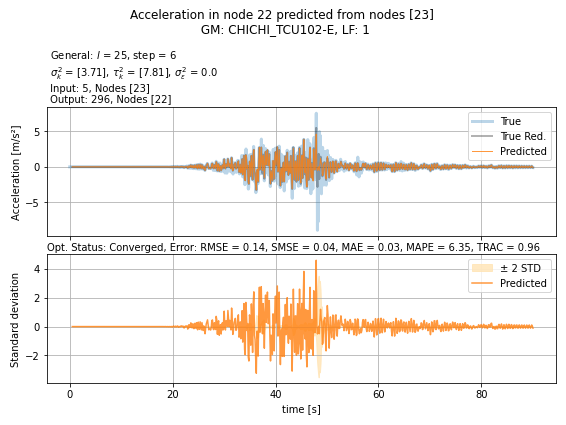 Acceleration in node 22 predicted from nodes [23]
GM: CHICHI_TCU102-E, LF: 1
General: l = 25, step = 6
σ²ₖ = [3.71], τ²ₖ = [7.81], σ²ε = 0.0
Input: 5, Nodes [23]
Output: 296, Nodes [22]
Acceleration [m/s²]
5
0
−5
True
True Red.
Predicted
Opt. Status: Converged, Error: RMSE = 0.14, SMSE = 0.04, MAE = 0.03, MAPE = 6.35, TRAC = 0.96
Standard deviation
4
2
0
−2
± 2 STD
Predicted
0 20 40 60 80
time [s]